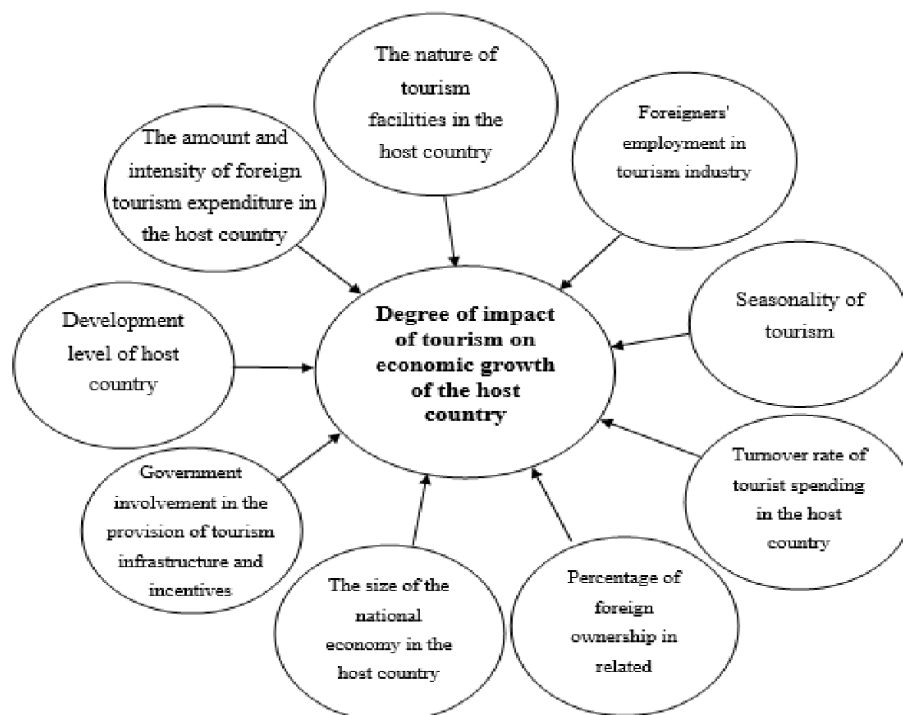 The nature of
tourism
facilities in the
host country
Foreigners'
employment in
tourism industry
The amount and
intensity of foreign
tourism expenditure in
the host country
Seasonality of
tourism
Degree of impact
of tourism on
economic growth
of the host
country
Development
level of host
country
Turnover rate of
tourist spending
in the host
country
Government
involvement in the
provision of tourism
infrastructure and
incentives
The size of the
national
economy in the
host country
Percentage of
foreign
ownership in
related